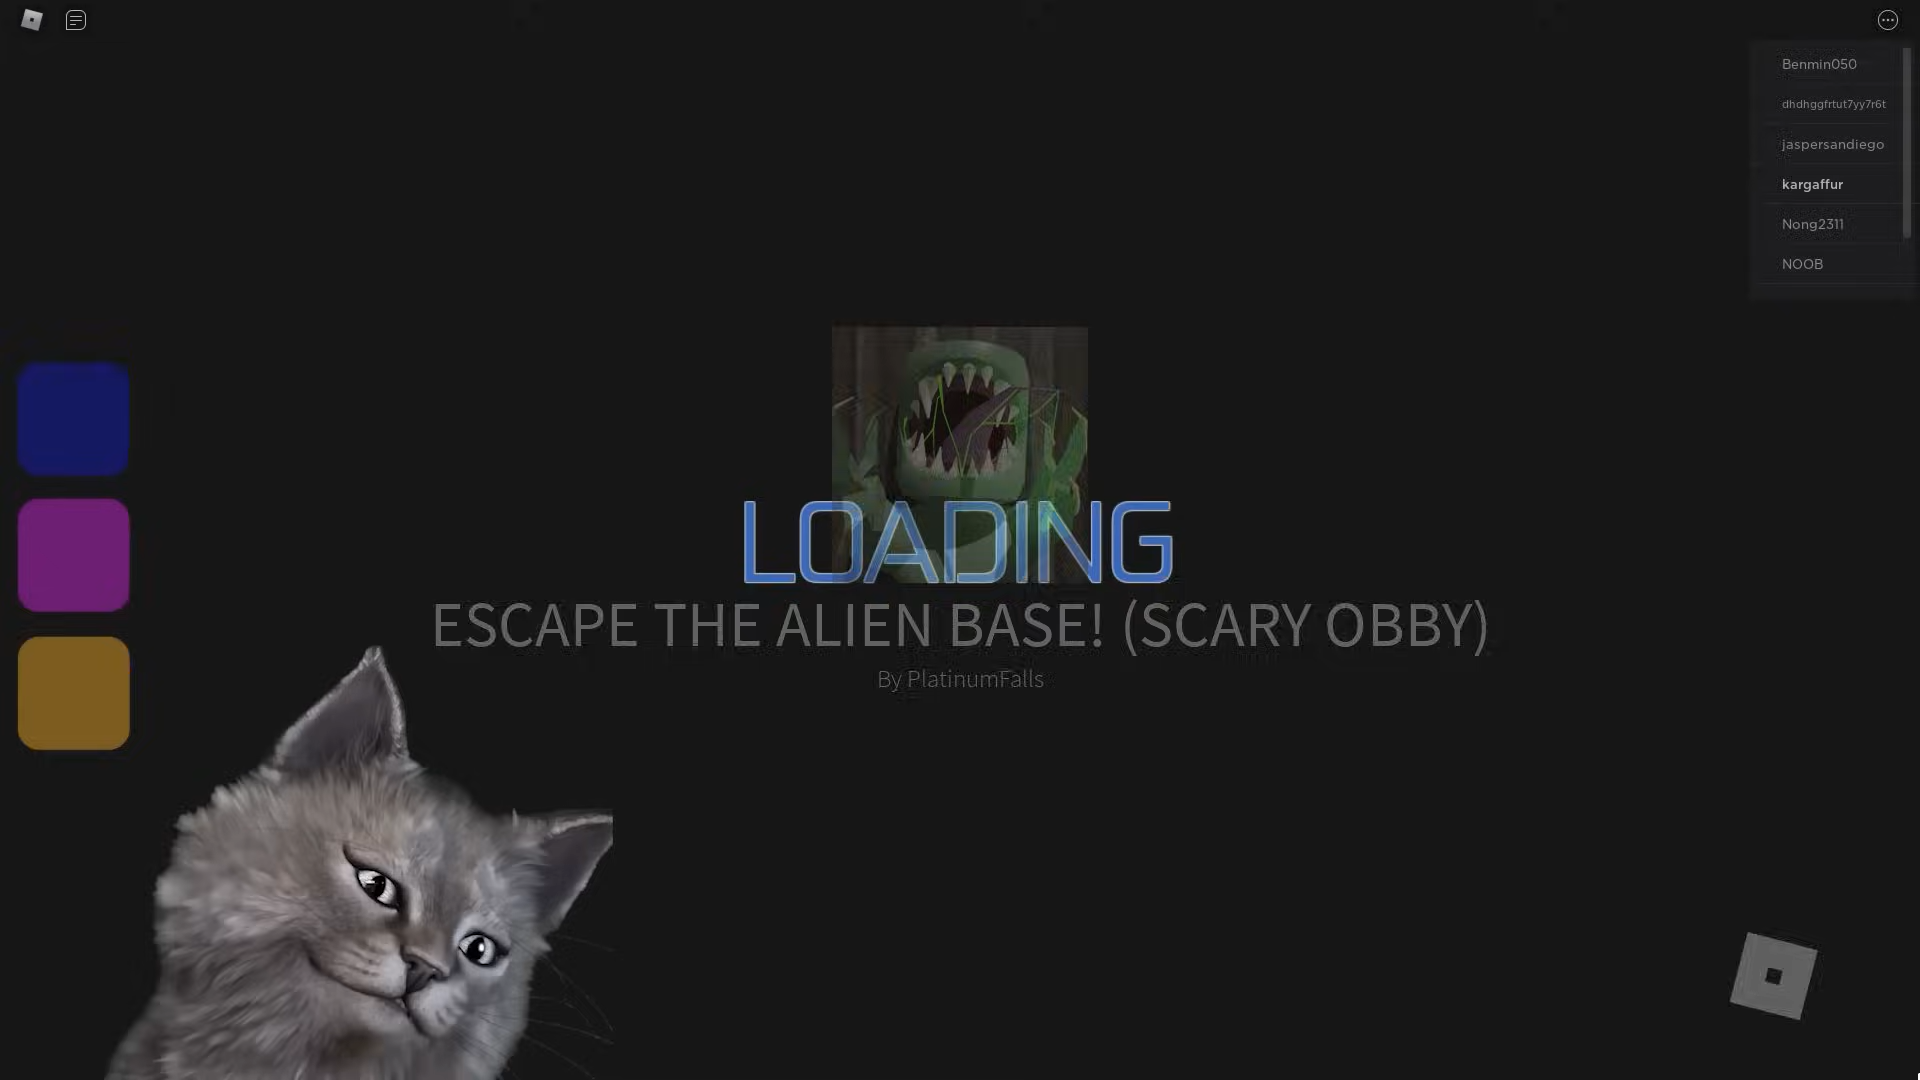 Benmin050
dhdhggfrtut7yy7r6t
jaspersandiego
kargaffur
Nong2311
NOOB
LOADING
ESCAPE THE ALIEN BASE! (SCARY OBBY)
By PlatinumFalls